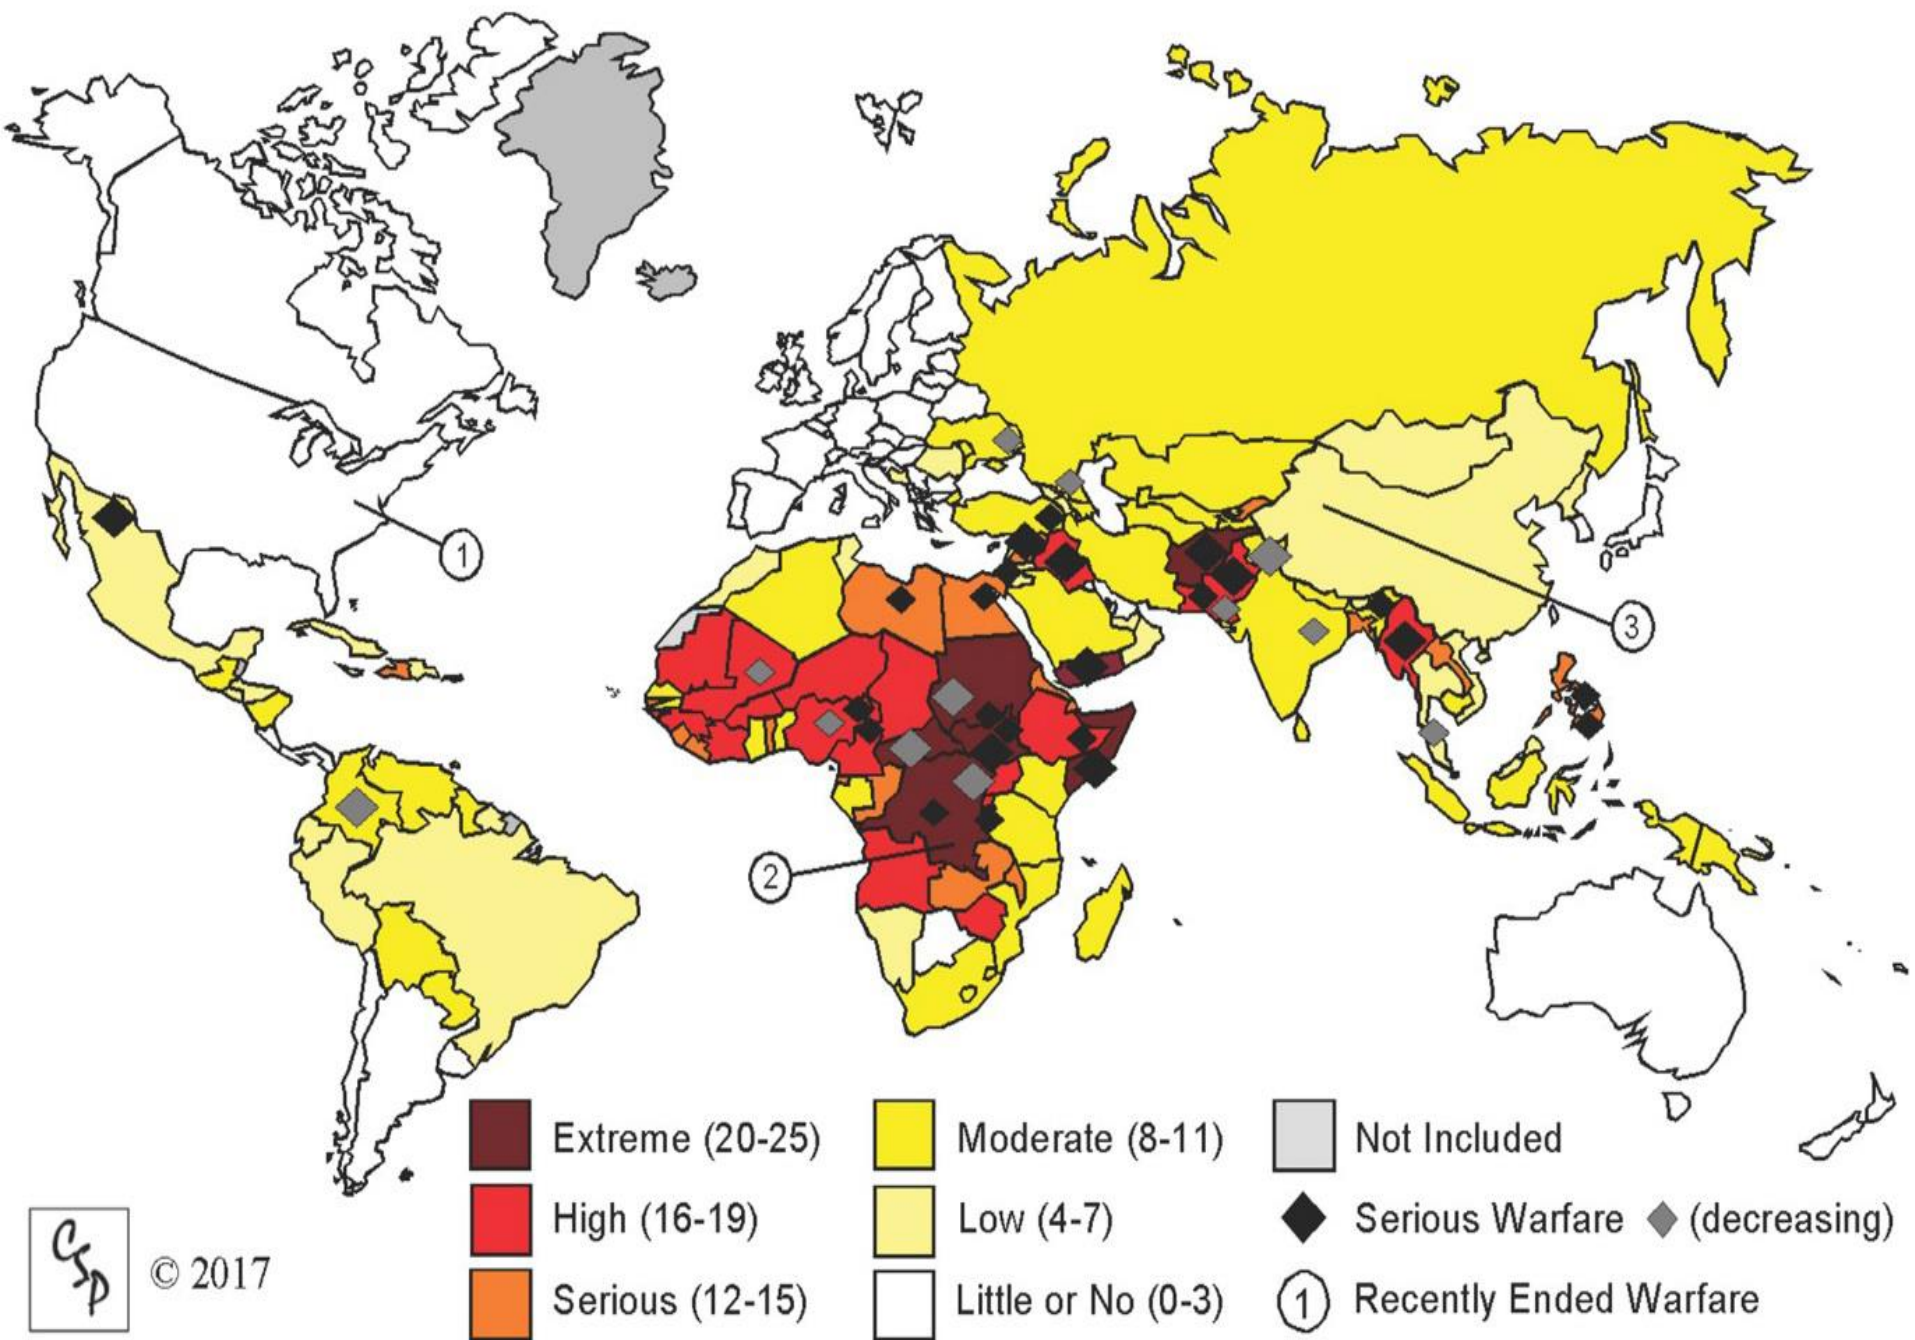 1
3
2
Extreme (20-25)
Moderate (8-11)
Not Included
High (16-19)
Low (4-7)
Serious Warfare
(decreasing)
CSP
© 2017
Serious (12-15)
Little or No (0-3)
1
Recently Ended Warfare